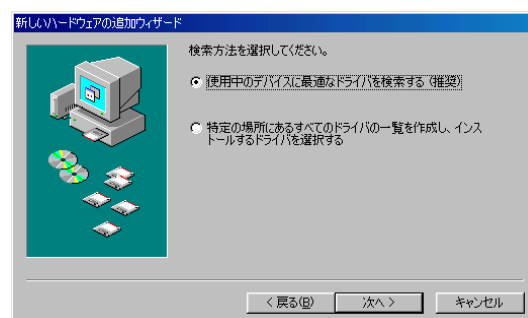 新しいハードウェアの追加ウィザード
検索方法を選択してください。
使用中のデバイスに最適なドライバを検索する（推奨）
特定の場所にあるすべてのドライバの一覧を作成し、インス
トールするドライバを選択する
< 戻る(B)
次へ >
キャンセル